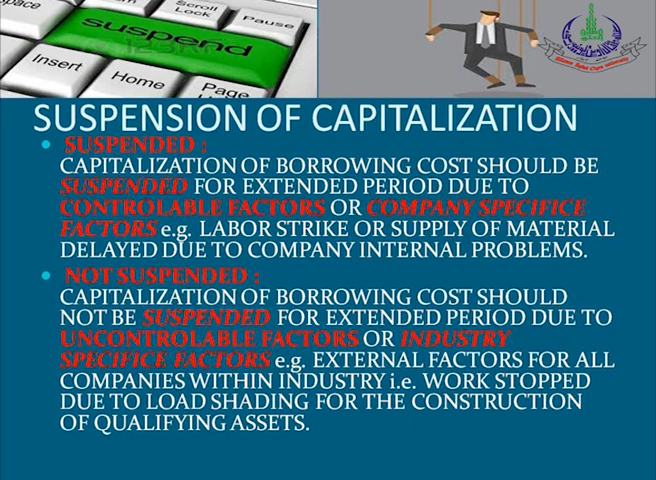 Scroll
Lock
Pause
suspend
Insert
Home
Page
SUSPENSION OF CAPITALIZATION
• SUSPENDED :
CAPITALIZATION OF BORROWING COST SHOULD BE
SUSPENDED FOR EXTENDED PERIOD DUE TO
CONTROLABLE FACTORS OR COMPANY SPECIFICE
FACTORS e.g. LABOR STRIKE OR SUPPLY OF MATERIAL
DELAYED DUE TO COMPANY INTERNAL PROBLEMS.
• NOT SUSPENDED :
CAPITALIZATION OF BORROWING COST SHOULD
NOT BE SUSPENDED FOR EXTENDED PERIOD DUE TO
UNCONTROLABLE FACTORS OR INDUSTRY
SPECIFICE FACTORS e.g. EXTERNAL FACTORS FOR ALL
COMPANIES WITHIN INDUSTRY i.e. WORK STOPPED
DUE TO LOAD SHADING FOR THE CONSTRUCTION
OF QUALIFYING ASSETS.